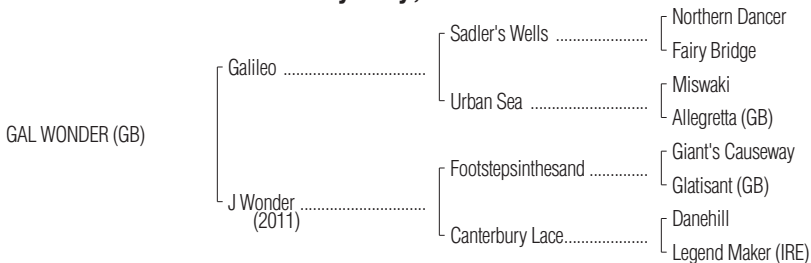 Northern Dancer
Sadler's Wells ....................
Fairy Bridge
Galileo ...............................
Miswaki
Urban Sea .........................
Allegretta (GB)
GAL WONDER (GB)
Giant's Causeway
Footstepsinthesand .............
Glatisant (GB)
J Wonder ...........................
(2011)
Danehill
Canterbury Lace..................
Legend Maker (IRE)